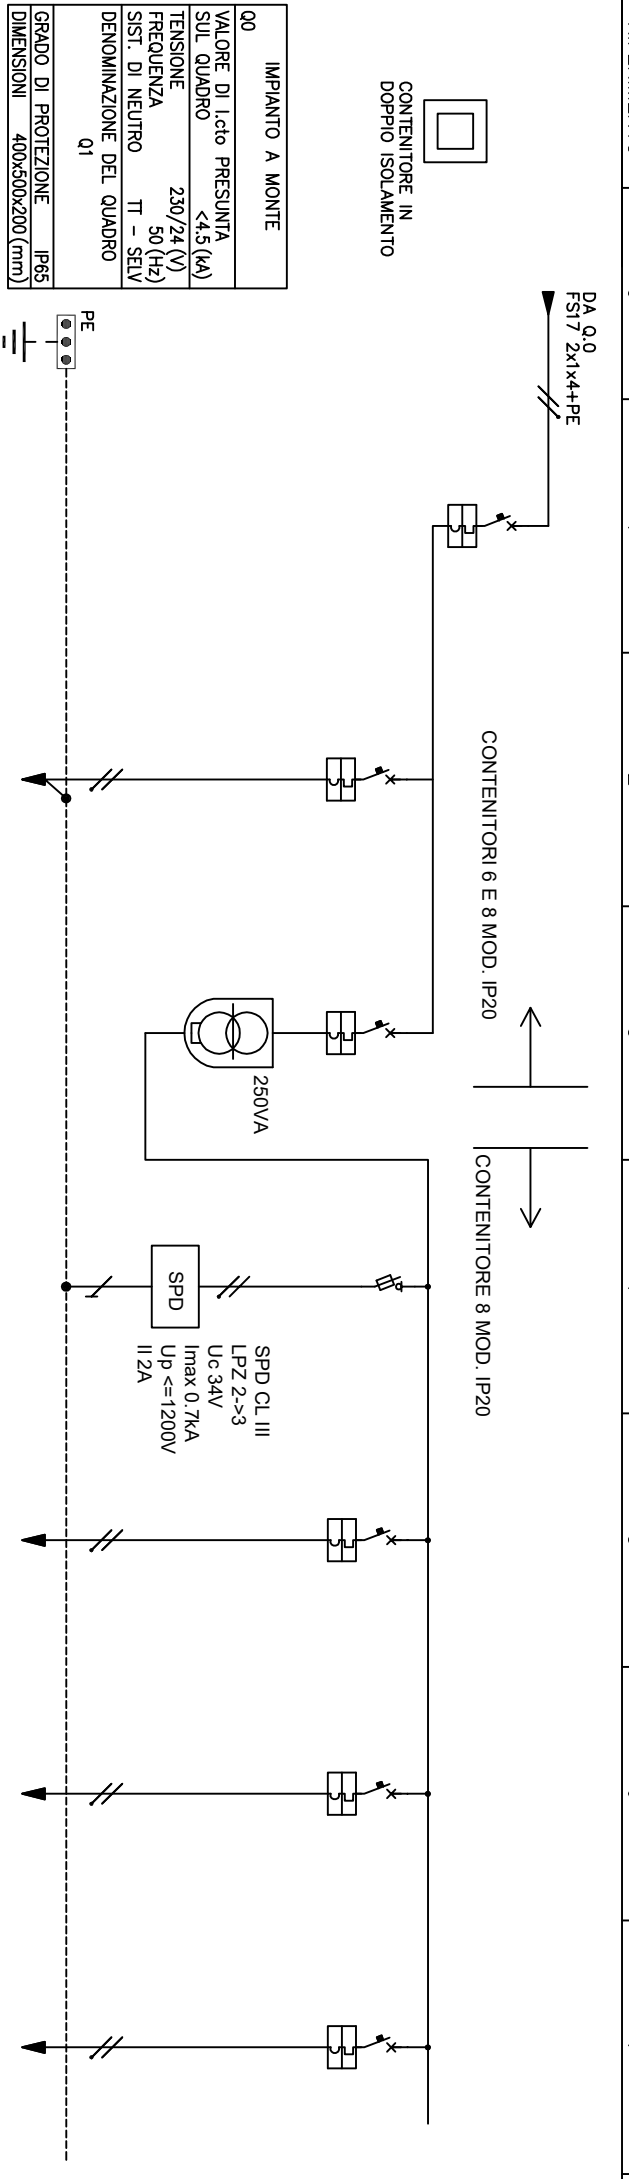 DA Q.0
FS17 2x1x4+PE
CONTENITORE IN
DOPPIO ISOLAMENTO
CONTENITORI 6 E 8 MOD. IP20
CONTENITORE 8 MOD. IP20
250VA
SPD
SPD CL III
LPZ 2->3
Uc 34V
Imax 0.7kA
Up <=1200V
II 2A
Q0
IMPIANTO A MONTE
VALORE DI I.cto PRESUNTA
SUL QUADRO <4.5 (kA)
TENSIONE 230/24 (V)
FREQUENZA 50 (Hz)
SIST. DI NEUTRO TT - SELV
DENOMINAZIONE DEL QUADRO
Q1
GRADO DI PROTEZIONE IP65
DIMENSIONI 400x500x200 (mm)
PE